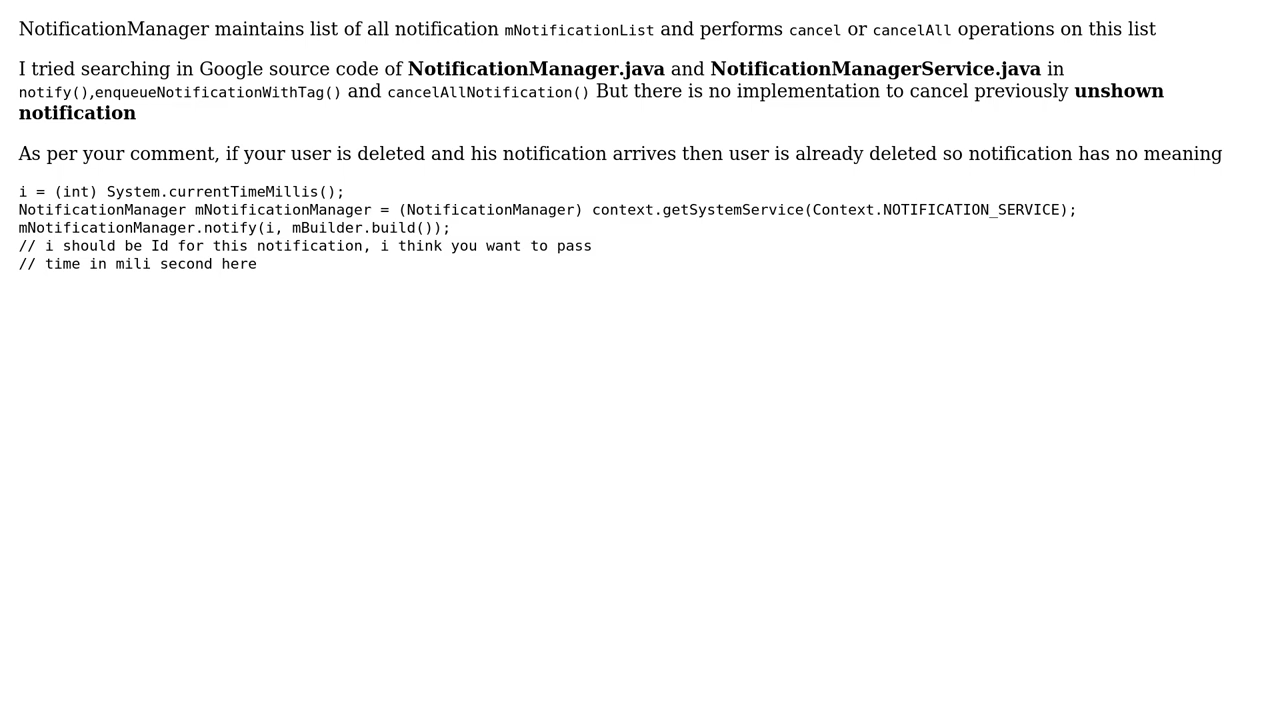 NotificationManager maintains list of all notification mNotificationList and performs cancel or cancelAll operations on this list
I tried searching in Google source code of NotificationManager.java and NotificationManagerService.java in
notify(),enqueueNotificationWithTag() and cancelAllNotification() But there is no implementation to cancel previously unshown
notification
As per your comment, if your user is deleted and his notification arrives then user is already deleted so notification has no meaning
i = (int) System.currentTimeMillis();
NotificationManager mNotificationManager = (NotificationManager) context.getSystemService(Context.NOTIFICATION_SERVICE);
mNotificationManager.notify(i, mBuilder.build());
// i should be Id for this notification, i think you want to pass
// time in mili second here